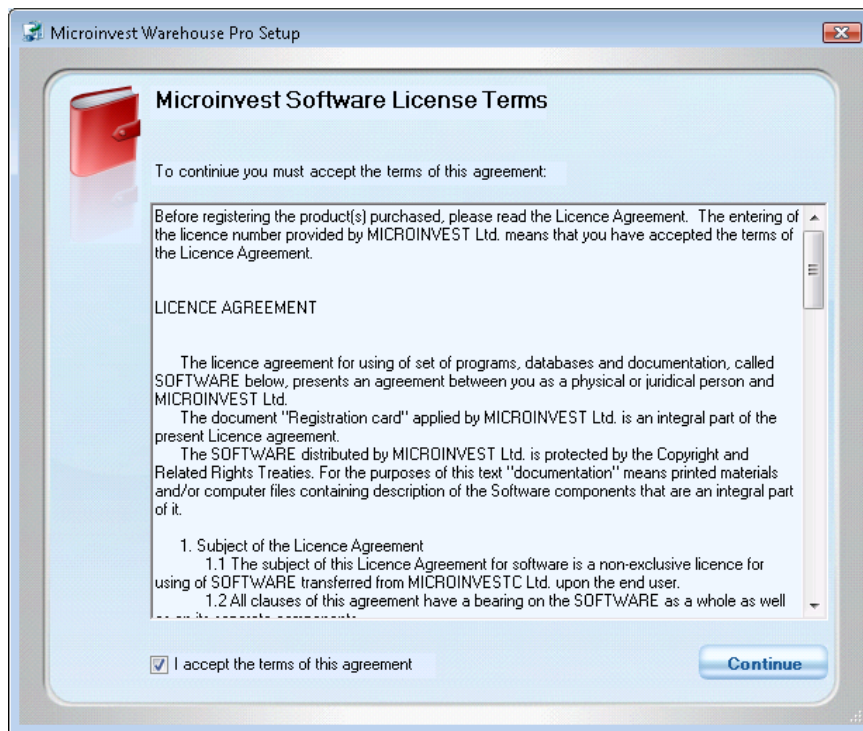 Microinvest Warehouse Pro Setup
Microinvest Software License Terms
To continiue you must accept the terms of this agreement:
Before registering the product(s) purchased, please read the Licence Agreement. The entering of
the licence number provided by MICROINVEST Ltd. means that you have accepted the terms of
the Licence Agreement.
LICENCE AGREEMENT
The licence agreement for using of set of programs, databases and documentation, called
SOFTWARE below, presents an agreement between you as a physical or juridical person and
MICROINVEST Ltd.
The document "Registration card" applied by MICROINVEST Ltd. is an integral part of the
present Licence agreement.
The SOFTWARE distributed by MICROINVEST Ltd. is protected by the Copyright and
Related Rights Treaties. For the purposes of this text "documentation" means printed materials
and/or computer files containing description of the Software components that are an integral part
of it.
1. Subject of the Licence Agreement
1.1 The subject of this Licence Agreement for software is a non-exclusive licence for
using of SOFTWARE transferred from MICROINVESTC Ltd. upon the end user.
1.2 All clauses of this agreement have a bearing on the SOFTWARE as a whole as well
I accept the terms of this agreement
Continue